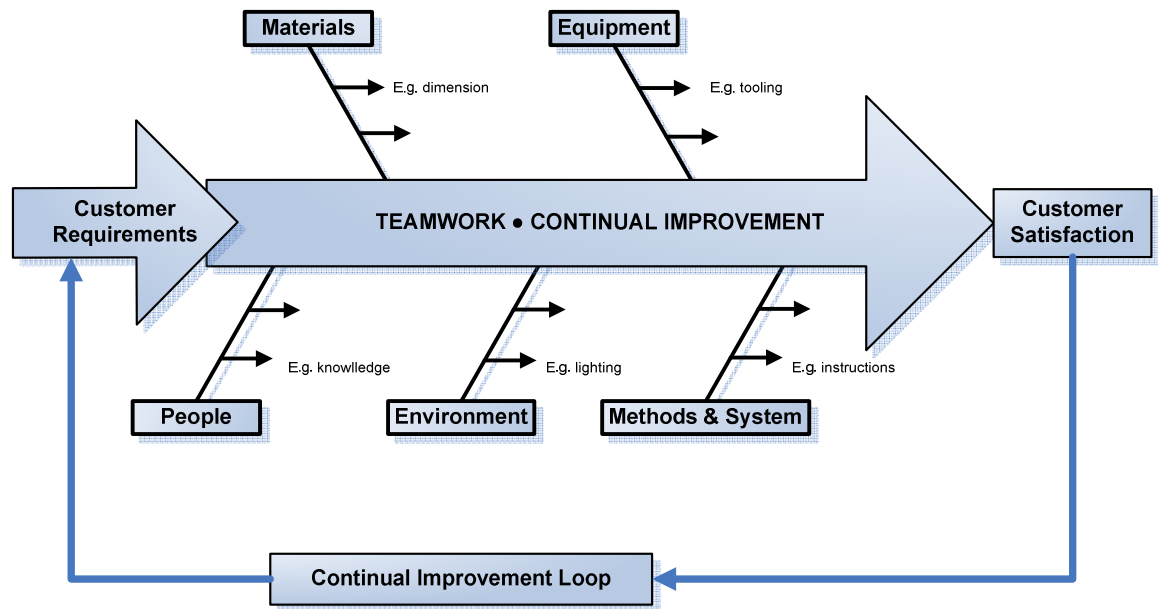 Materials
Equipment
E.g. dimension
E.g. tooling
Customer
Requirements
TEAMWORK ● CONTINUAL IMPROVEMENT
Customer
Satisfaction
E.g. knowlledge
E.g. lighting
E.g. instructions
People
Environment
Methods & System
Continual Improvement Loop